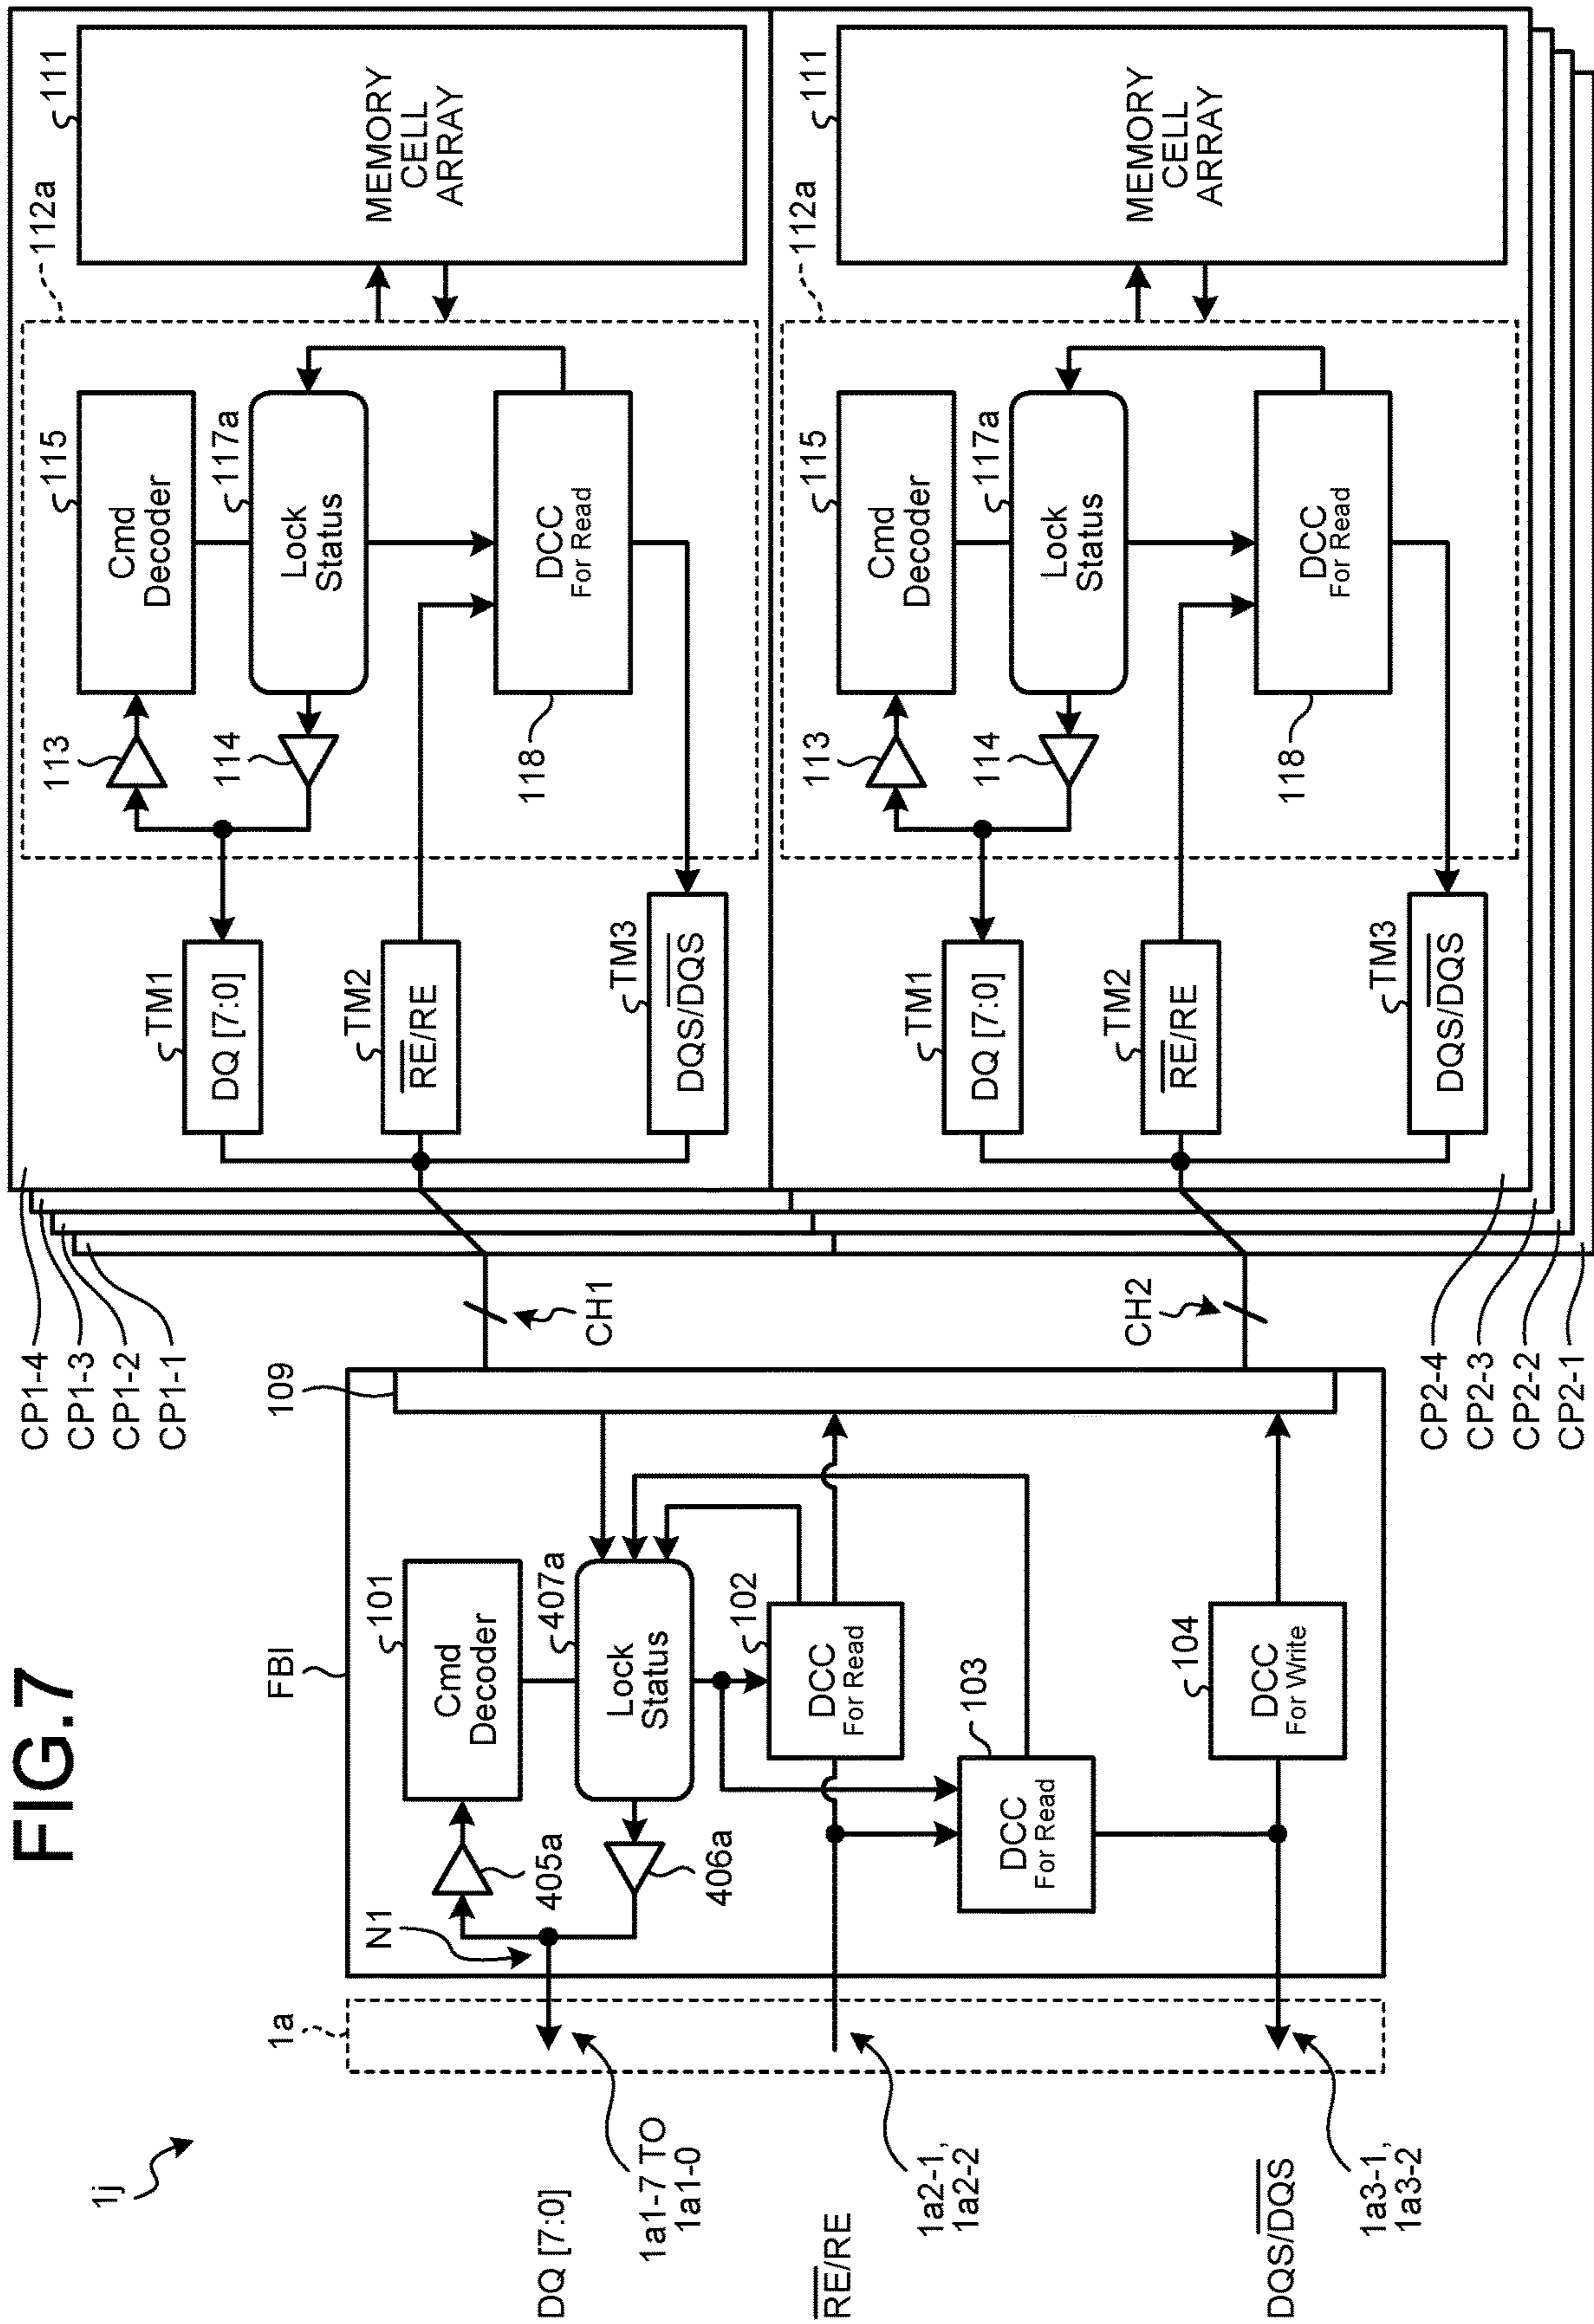 FIG.7
1j
DQ [7:0]
1a1-7 TO
1a1-0
RE/RE
1a2-1,
1a2-2
DQS/DQS
1a3-1,
1a3-2
1a
FBI
N1
405a
406a
101
Cmd
Decoder
407a
Lock
Status
102
DCC
For Read
103
DCC
For Read
104
DCC
For Write
109
CH1
CH2
CP1-4
CP1-3
CP1-2
CP1-1
CP2-4
CP2-3
CP2-2
CP2-1
TM1
DQ [7:0]
TM2
RE/RE
TM3
DQS/DQS
113
114
118
115
Cmd
Decoder
117a
Lock
Status
DCC
For Read
112a
111
MEMORY
CELL
ARRAY
TM1
DQ [7:0]
TM2
RE/RE
TM3
DQS/DQS
113
114
118
115
Cmd
Decoder
117a
Lock
Status
DCC
For Read
112a
111
MEMORY
CELL
ARRAY